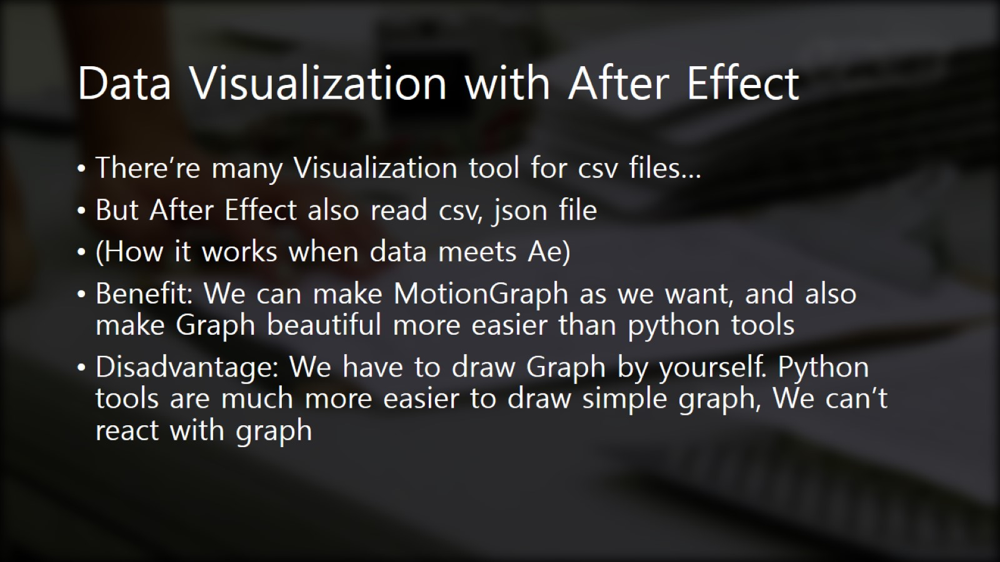 Data Visualization with After Effect
• There’re many Visualization tool for csv files...
• But After Effect also read csv, json file
• (How it works when data meets Ae)
• Benefit: We can make MotionGraph as we want, and also
make Graph beautiful more easier than python tools
• Disadvantage: We have to draw Graph by yourself. Python
tools are much more easier to draw simple graph, We can’t
react with graph